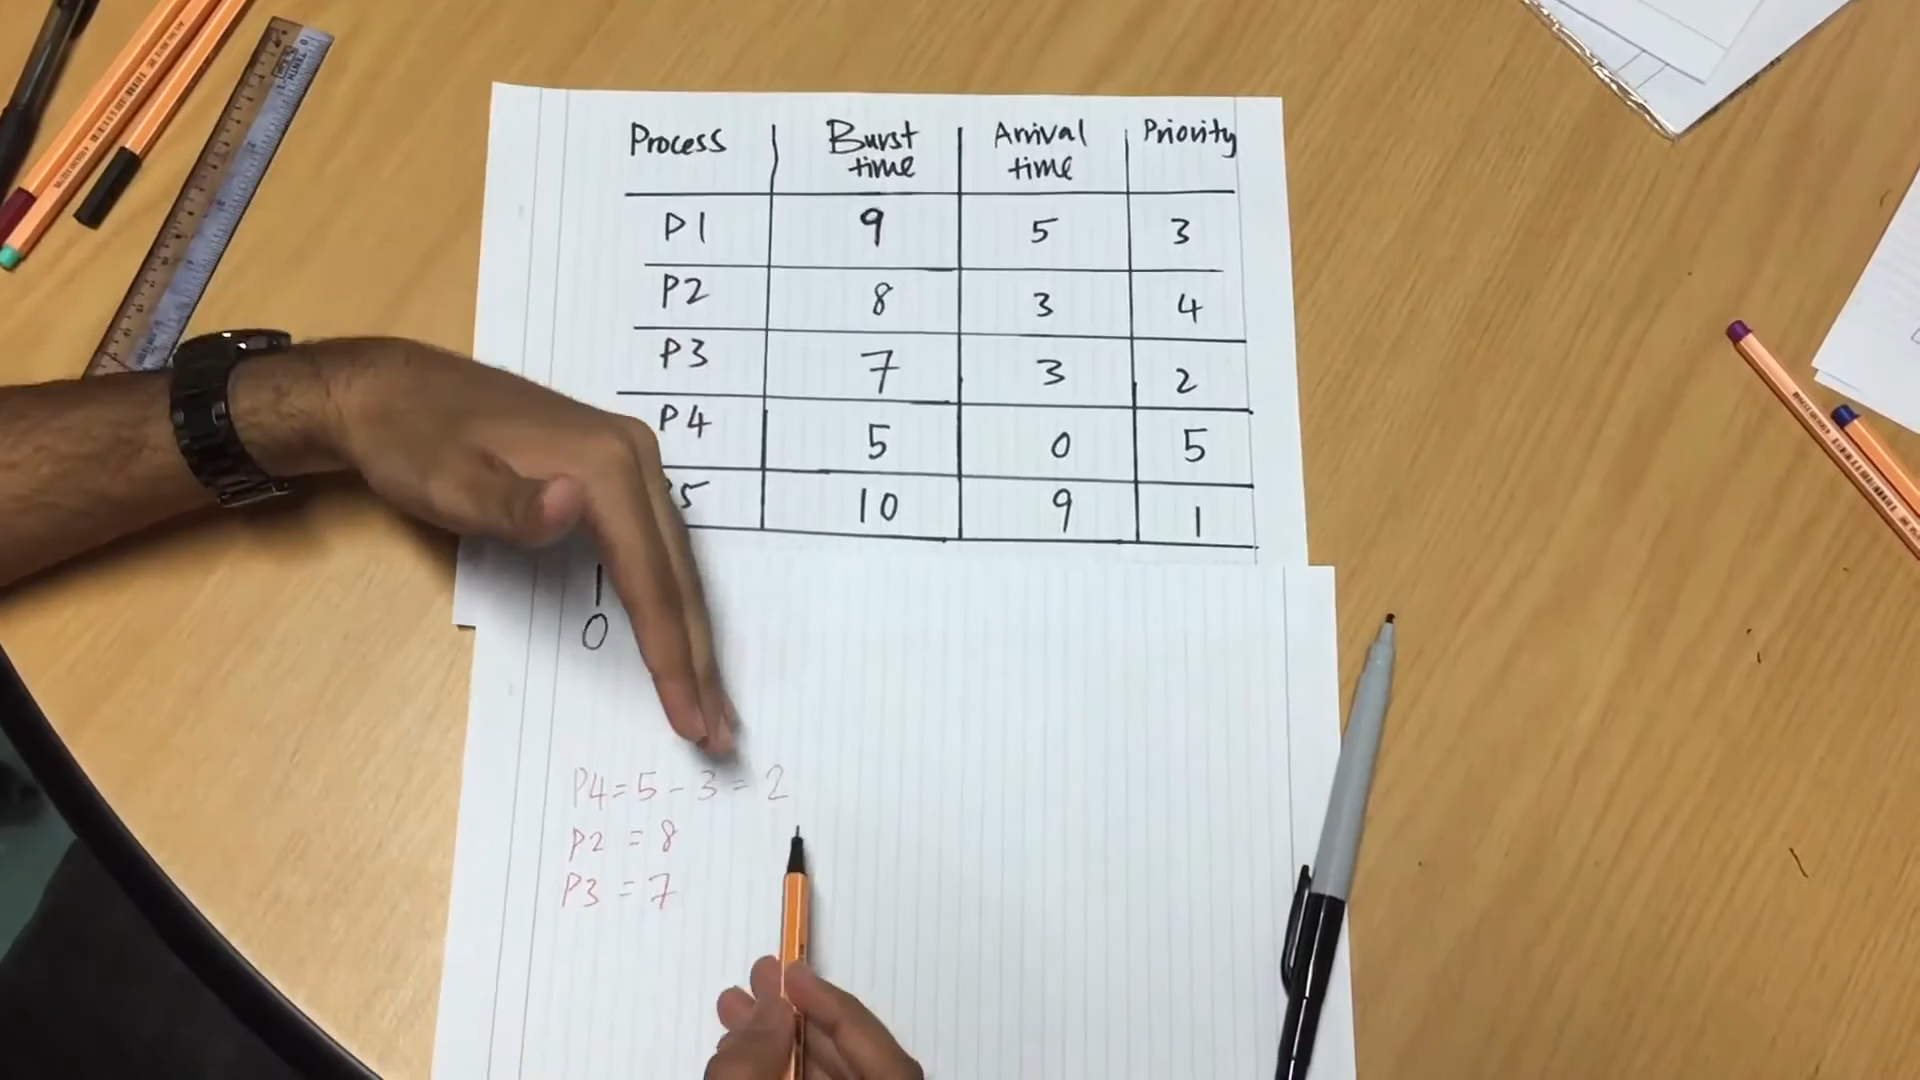 Process Burst time Arrival time Priority
P1 9 5 3
P2 8 3 4
P3 7 3 2
P4 5 0 5
5 10 9 1
0
P4 = 5 - 3 = 2
P2 = 8
P3 = 7